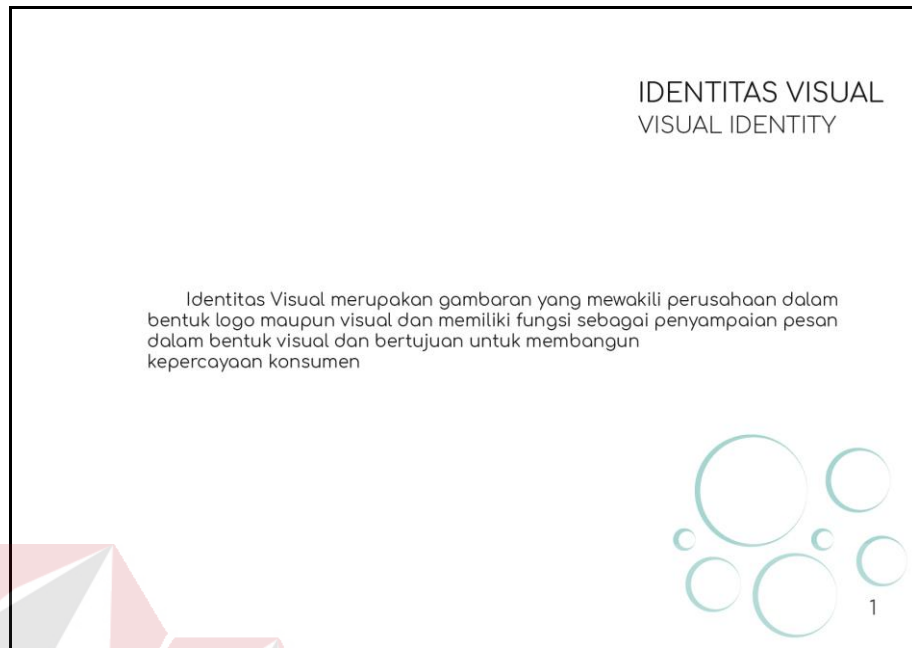 IDENTITAS VISUAL
VISUAL IDENTITY
Identitas Visual merupakan gambaran yang mewakili perusahaan dalam
bentuk logo maupun visual dan memiliki fungsi sebagai penyampaian pesan
dalam bentuk visual dan bertujuan untuk membangun
kepercayaan konsumen
1